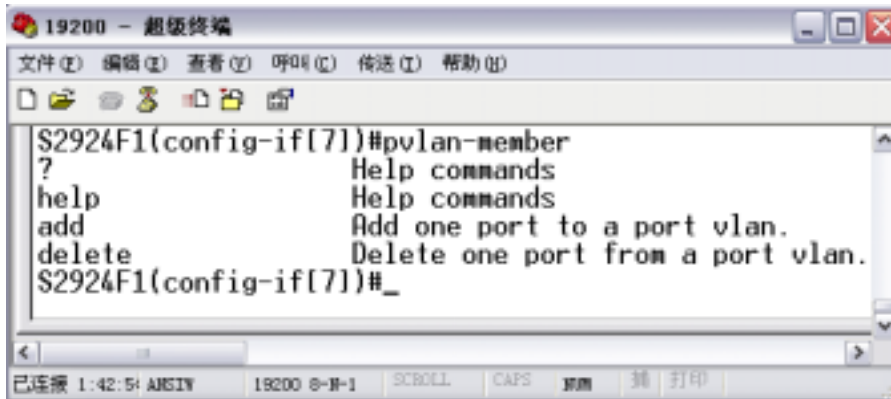 19200 - 超级终端
文件(F) 编辑(E) 查看(V) 呼叫(C) 传送(T) 帮助(H)
S2924F1(config-if[7])#pvlan-member
? Help commands
help Help commands
add Add one port to a port vlan.
delete Delete one port from a port vlan.
S2924F1(config-if[7])#_
已连接 1:42:54 ANSIW 19200 8-N-1 SCROLL CAPS NUM 捕 打印